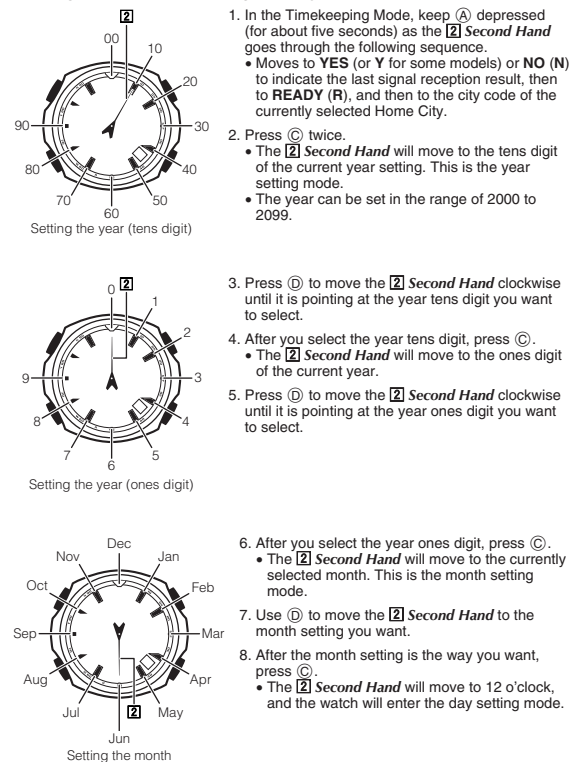 2
00
10
20
90
30
80
40
70
50
60
Setting the year (tens digit)
1. In the Timekeeping Mode, keep Ⓐ depressed
(for about five seconds) as the 2 Second Hand
goes through the following sequence.
• Moves to YES (or Y for some models) or NO (N)
to indicate the last signal reception result, then
to READY (R), and then to the city code of the
currently selected Home City.
2. Press Ⓒ twice.
• The 2 Second Hand will move to the tens digit
of the current year setting. This is the year
setting mode.
• The year can be set in the range of 2000 to
2099.
0 2
1
2
9
3
8
4
7
5
6
Setting the year (ones digit)
3. Press Ⓓ to move the 2 Second Hand clockwise
until it is pointing at the year tens digit you want
to select.
4. After you select the year tens digit, press Ⓒ.
• The 2 Second Hand will move to the ones digit
of the current year.
5. Press Ⓓ to move the 2 Second Hand clockwise
until it is pointing at the year ones digit you want
to select.
Dec
Nov
Jan
Oct
Feb
Sep
Mar
Aug
Apr
Jul
2
May
Jun
Setting the month
6. After you select the year ones digit, press Ⓒ.
• The 2 Second Hand will move to the currently
selected month. This is the month setting
mode.
7. Use Ⓓ to move the 2 Second Hand to the
month setting you want.
8. After the month setting is the way you want,
press Ⓒ.
• The 2 Second Hand will move to 12 o'clock,
and the watch will enter the day setting mode.